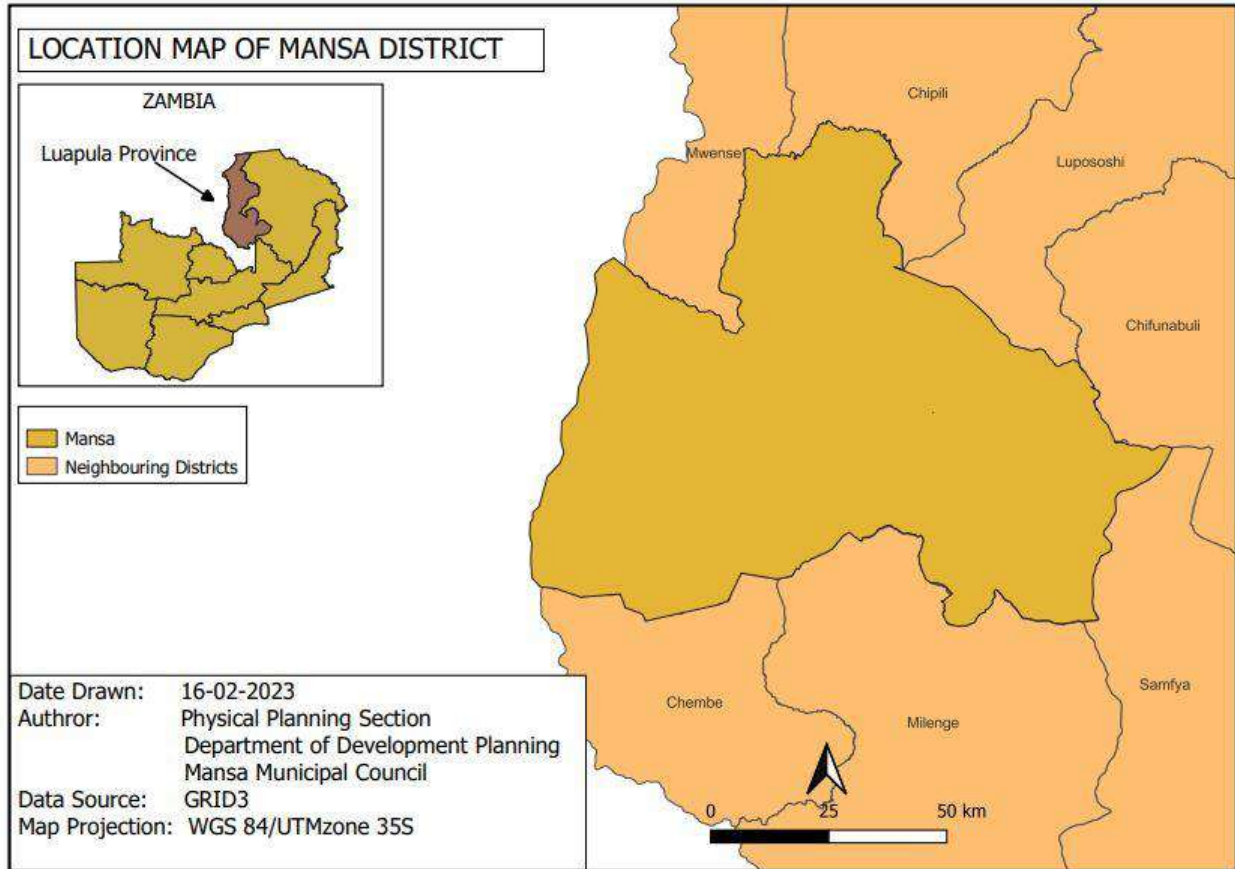 LOCATION MAP OF MANSA DISTRICT
ZAMBIA
Luapula Province
Mansa
Neighbouring Districts
Chipili
Mwense
Lupososhi
Chifunabuli
Samfya
Chembe
Milenge
0 25 50 km
Date Drawn: 16-02-2023
Authror: Physical Planning Section
Department of Development Planning
Mansa Municipal Council
Data Source: GRID3
Map Projection: WGS 84/UTMzone 35S